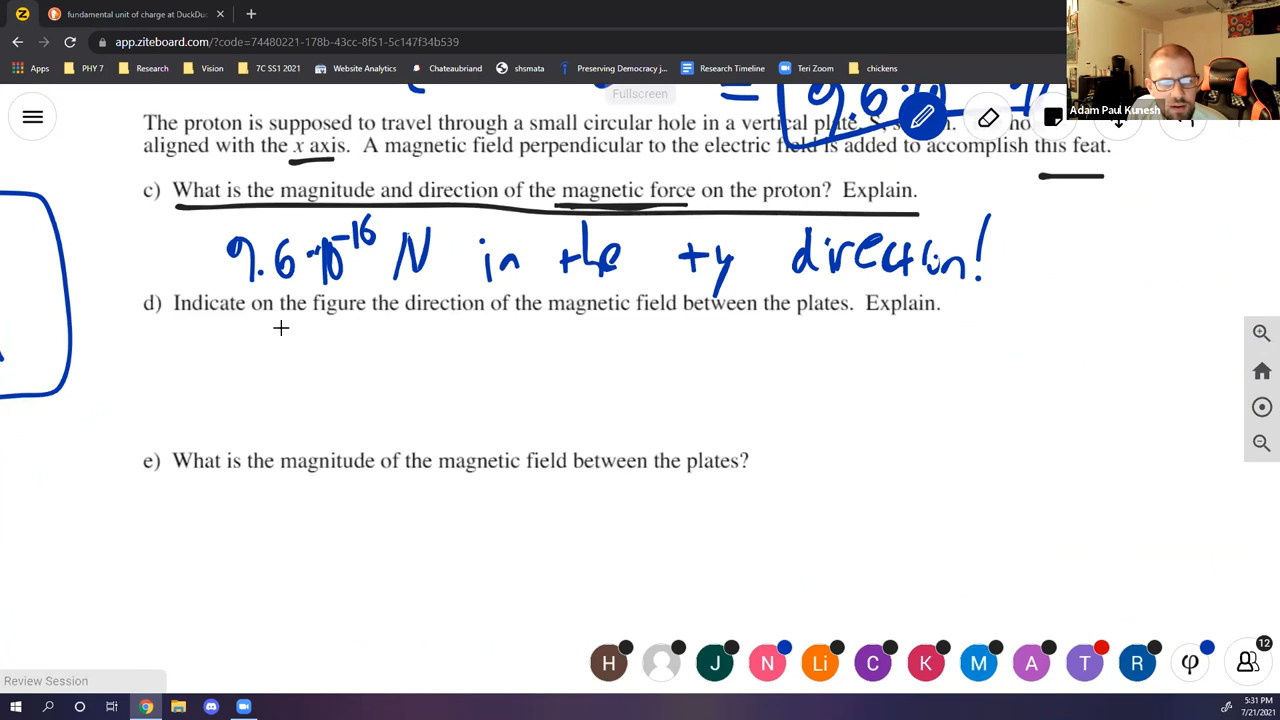 fundamental unit of charge at DuckDuc
app.ziteboard.com/?code=74480221-178b-43cc-8f51-5c147f34b539
Apps PHY 7 Research Vision 7C SS1 2021 Website Analytics Chateaubriand shsmata Preserving Democracy j... Research Timeline Teri Zoom chickens
Fullscreen
Adam Paul Kunesh
The proton is supposed to travel through a small circular hole in a vertical plate, S,
aligned with the x axis. A magnetic field perpendicular to the electric field is added to accomplish this feat.
c) What is the magnitude and direction of the magnetic force on the proton? Explain.
9.6·10⁻¹⁶ N in the +y direction!
d) Indicate on the figure the direction of the magnetic field between the plates. Explain.
e) What is the magnitude of the magnetic field between the plates?
H J N Li C K M A T R φ 12
Review Session
5:31 PM
7/21/2021